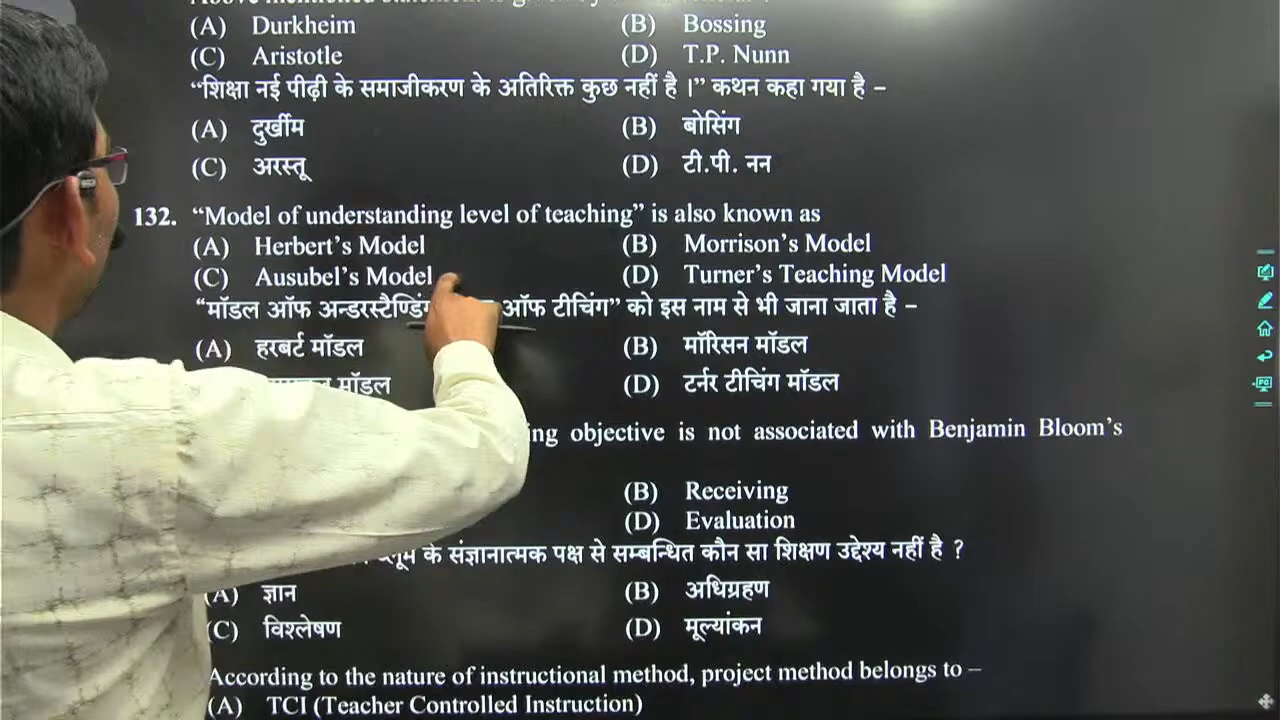 (A) Durkheim (B) Bossing
(C) Aristotle (D) T.P. Nunn
“शिक्षा नई पीढ़ी के समाजीकरण के अतिरिक्त कुछ नहीं है ।” कथन कहा गया है –
(A) दुर्खीम (B) बोसिंग
(C) अरस्तू (D) टी.पी. नन
132. “Model of understanding level of teaching” is also known as
(A) Herbert’s Model (B) Morrison’s Model
(C) Ausubel’s Model (D) Turner’s Teaching Model
“मॉडल ऑफ अन्डरस्टैण्डिंग ऑफ टीचिंग” को इस नाम से भी जाना जाता है –
(A) हरबर्ट मॉडल (B) मॉरिसन मॉडल
मॉडल (D) टर्नर टीचिंग मॉडल
objective is not associated with Benjamin Bloom’s
(B) Receiving
(D) Evaluation
के संज्ञानात्मक पक्ष से सम्बन्धित कौन सा शिक्षण उद्देश्य नहीं है ?
(A) ज्ञान (B) अधिग्रहण
(C) विश्लेषण (D) मूल्यांकन
According to the nature of instructional method, project method belongs to –
(A) TCI (Teacher Controlled Instruction)